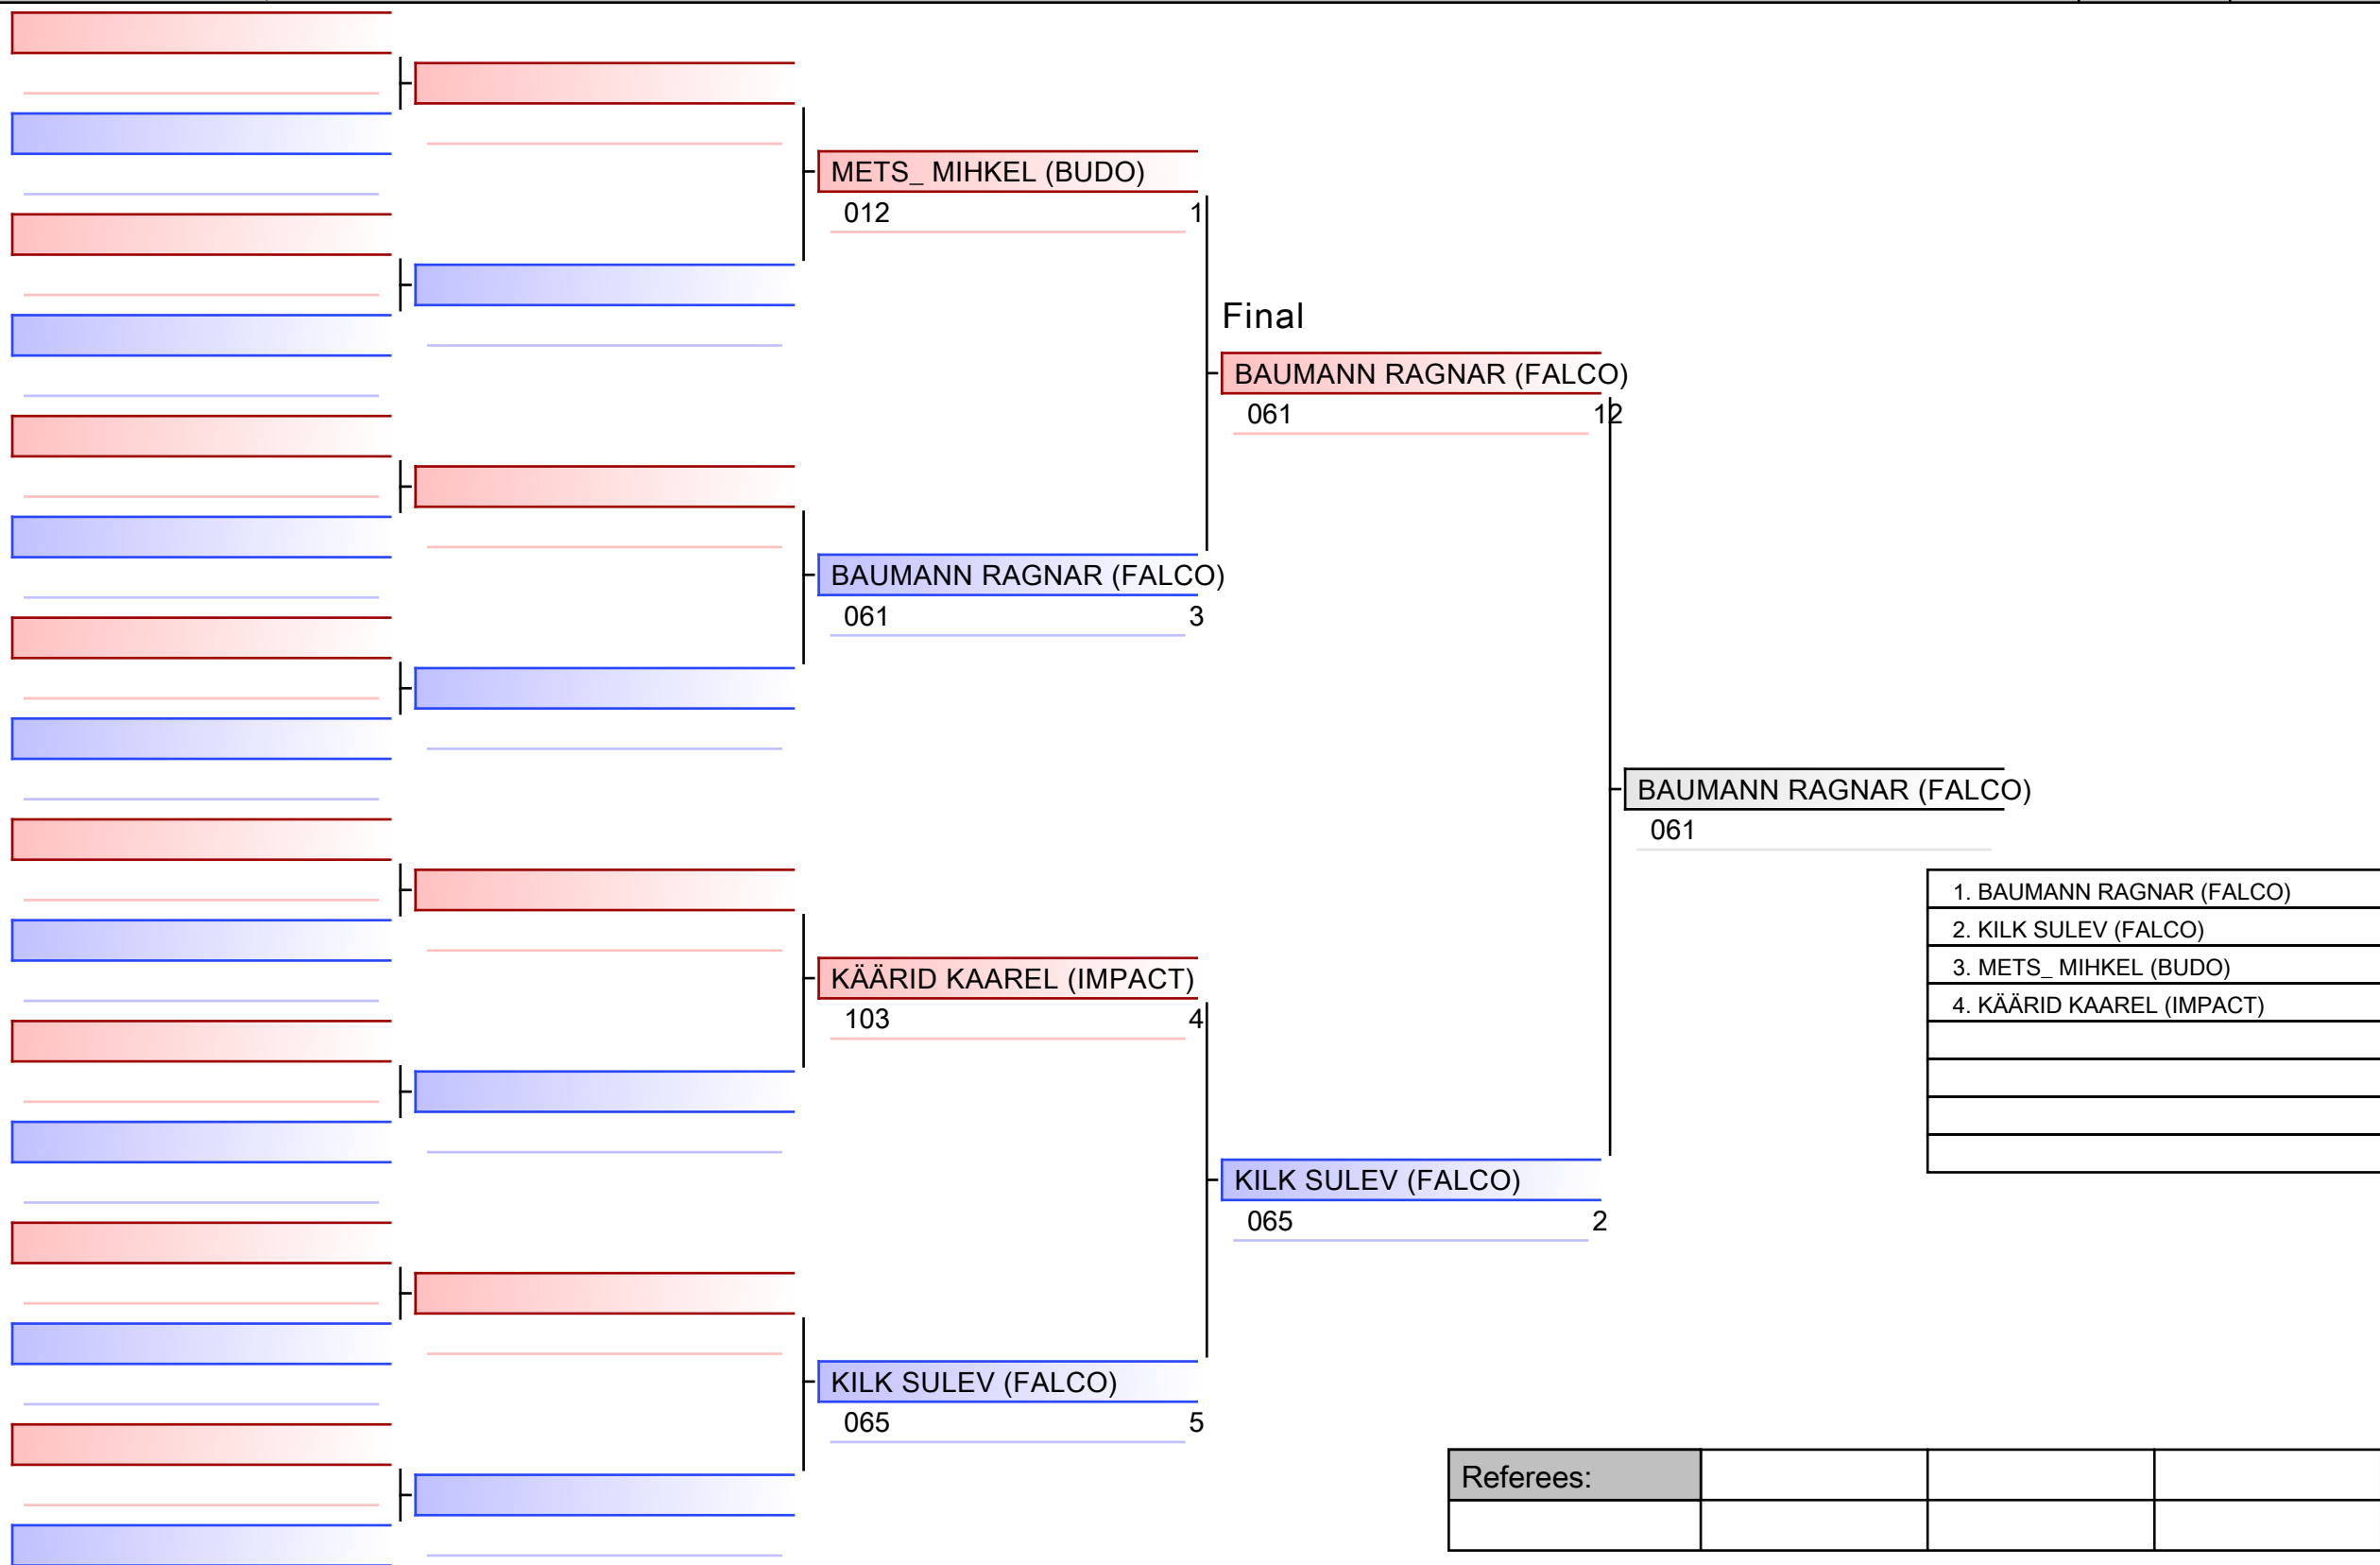 METS_ MIHKEL (BUDO)
012 1
Final
BAUMANN RAGNAR (FALCO)
061 12
BAUMANN RAGNAR (FALCO)
061 3
BAUMANN RAGNAR (FALCO)
061
1. BAUMANN RAGNAR (FALCO)
2. KILK SULEV (FALCO)
3. METS_ MIHKEL (BUDO)
4. KÄÄRID KAAREL (IMPACT)
KÄÄRID KAAREL (IMPACT)
103 4
KILK SULEV (FALCO)
065 2
KILK SULEV (FALCO)
065 5
Referees: